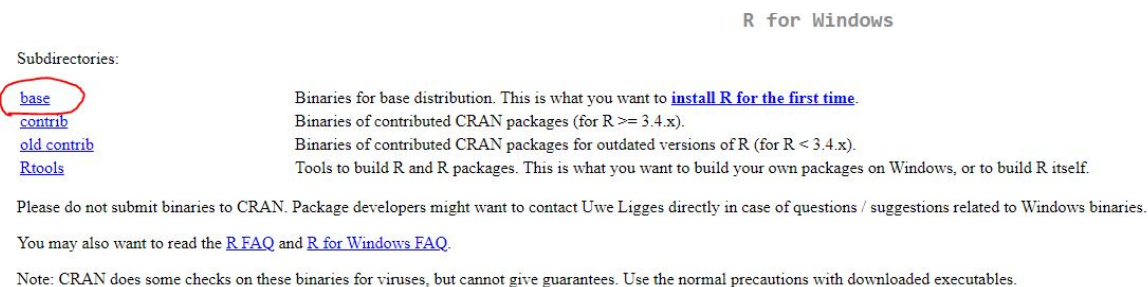 R for Windows
Subdirectories:
base Binaries for base distribution. This is what you want to install R for the first time.
contrib Binaries of contributed CRAN packages (for R >= 3.4.x).
old contrib Binaries of contributed CRAN packages for outdated versions of R (for R < 3.4.x).
Rtools Tools to build R and R packages. This is what you want to build your own packages on Windows, or to build R itself.
Please do not submit binaries to CRAN. Package developers might want to contact Uwe Ligges directly in case of questions / suggestions related to Windows binaries.
You may also want to read the R FAQ and R for Windows FAQ.
Note: CRAN does some checks on these binaries for viruses, but cannot give guarantees. Use the normal precautions with downloaded executables.